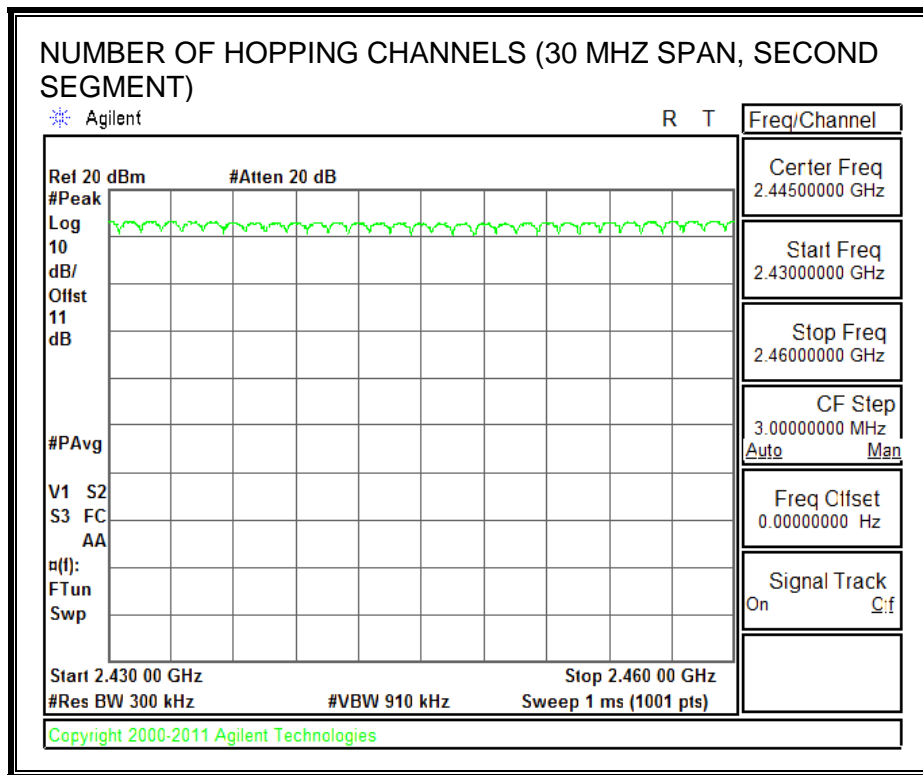 NUMBER OF HOPPING CHANNELS (30 MHZ SPAN, SECOND
SEGMENT)
Agilent R T
Ref 20 dBm #Atten 20 dB
#Peak
Log
10
dB/
Offst
11
dB
#PAvg
V1 S2
S3 FC
AA
¤(f):
FTun
Swp
Start 2.430 00 GHz Stop 2.460 00 GHz
#Res BW 300 kHz #VBW 910 kHz Sweep 1 ms (1001 pts)
Copyright 2000-2011 Agilent Technologies
Freq/Channel
Center Freq
2.44500000 GHz
Start Freq
2.43000000 GHz
Stop Freq
2.46000000 GHz
CF Step
3.00000000 MHz
Auto Man
Freq Offset
0.00000000 Hz
Signal Track
On Off